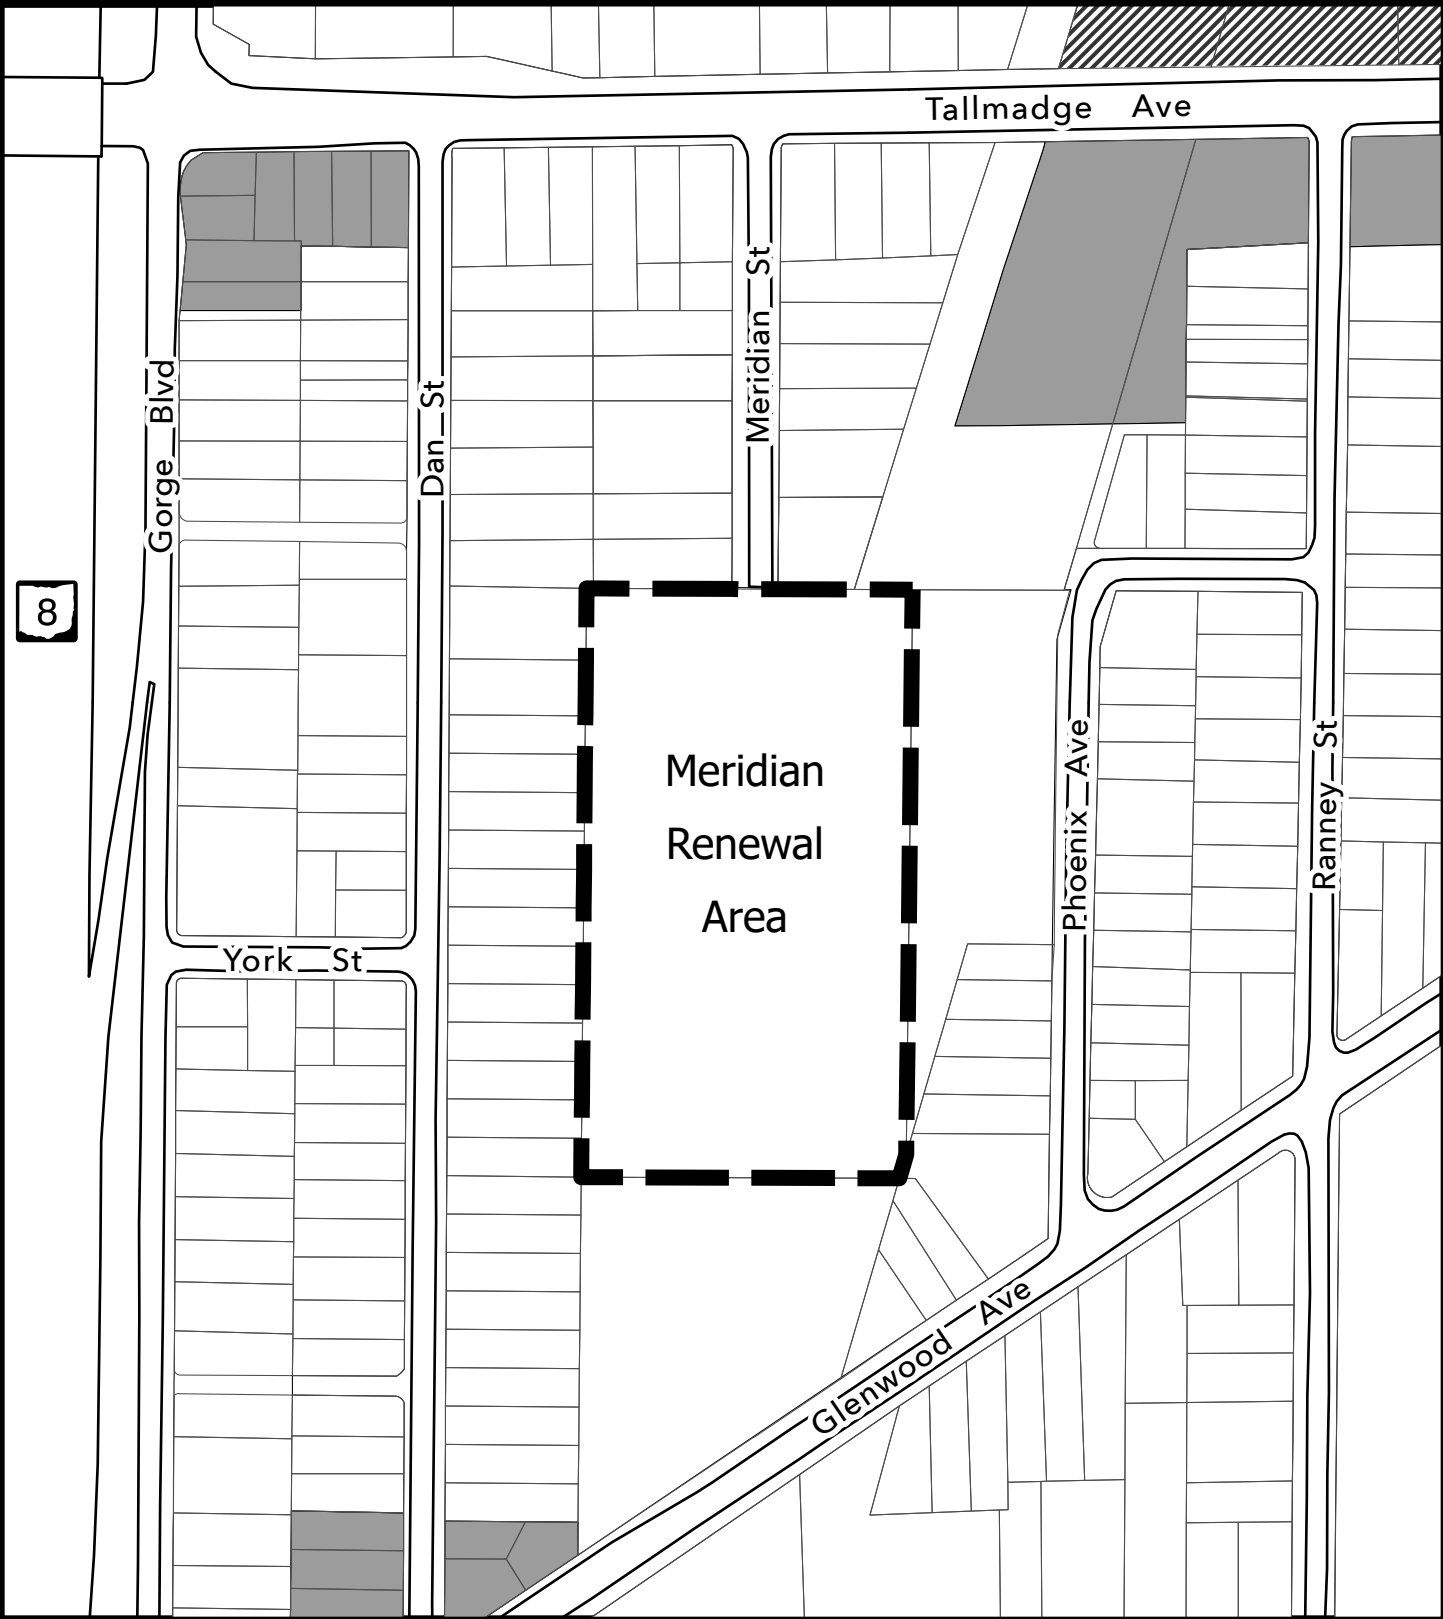 Tallmadge Ave
Meridian St
Gorge Blvd
Dan St
8
Meridian
Renewal
Area
Phoenix Ave
Ranney St
York St
Glenwood Ave